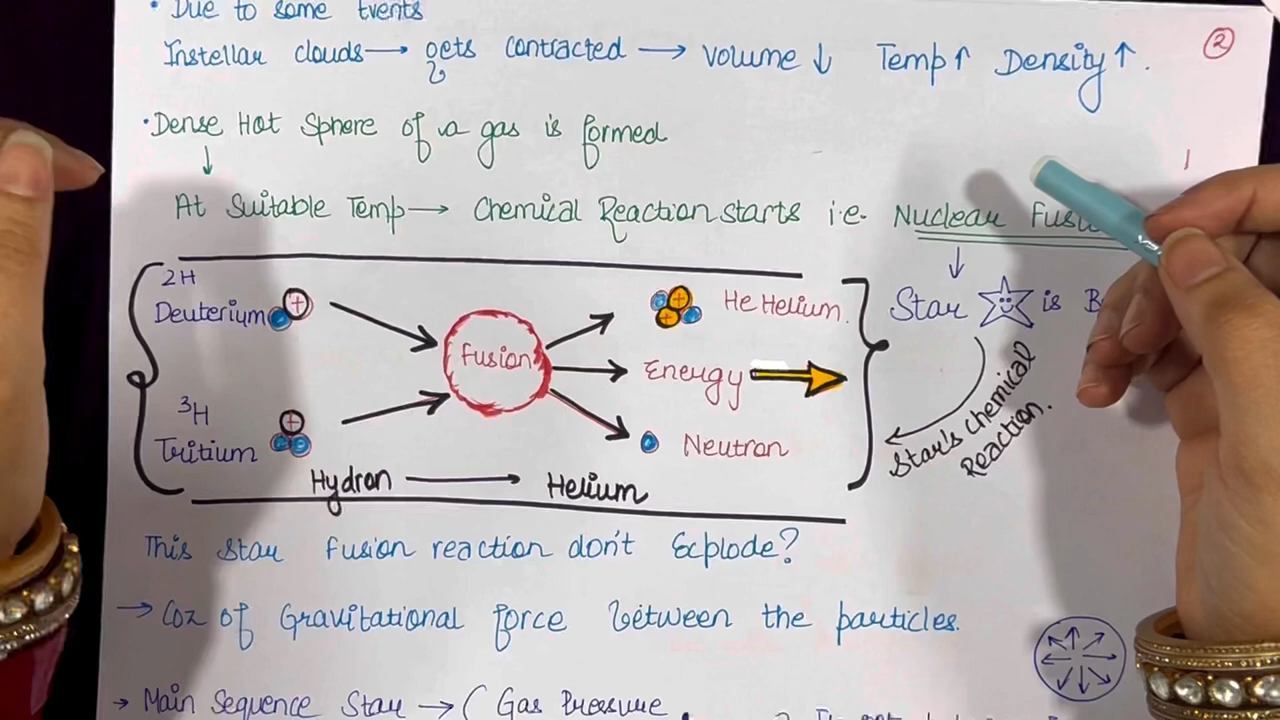 • Due to some Events
Instellar clouds → gets contracted → volume ↓ Temp ↑ Density ↑.
②
• Dense Hot Sphere of a gas is formed
↓
At Suitable Temp → Chemical Reaction starts i.e. Nuclear
↓
2H
Deuterium
+
Fusion
He Helium.
Star is
Energy →
3H
Tritium
+
Neutron
Star's chemical Reaction.
Hydron → Helium
This star fusion reaction don't Ecplode?
→ Coz of Gravitational force between the particles.
→ Main Sequence Star → ( Gas Pressure